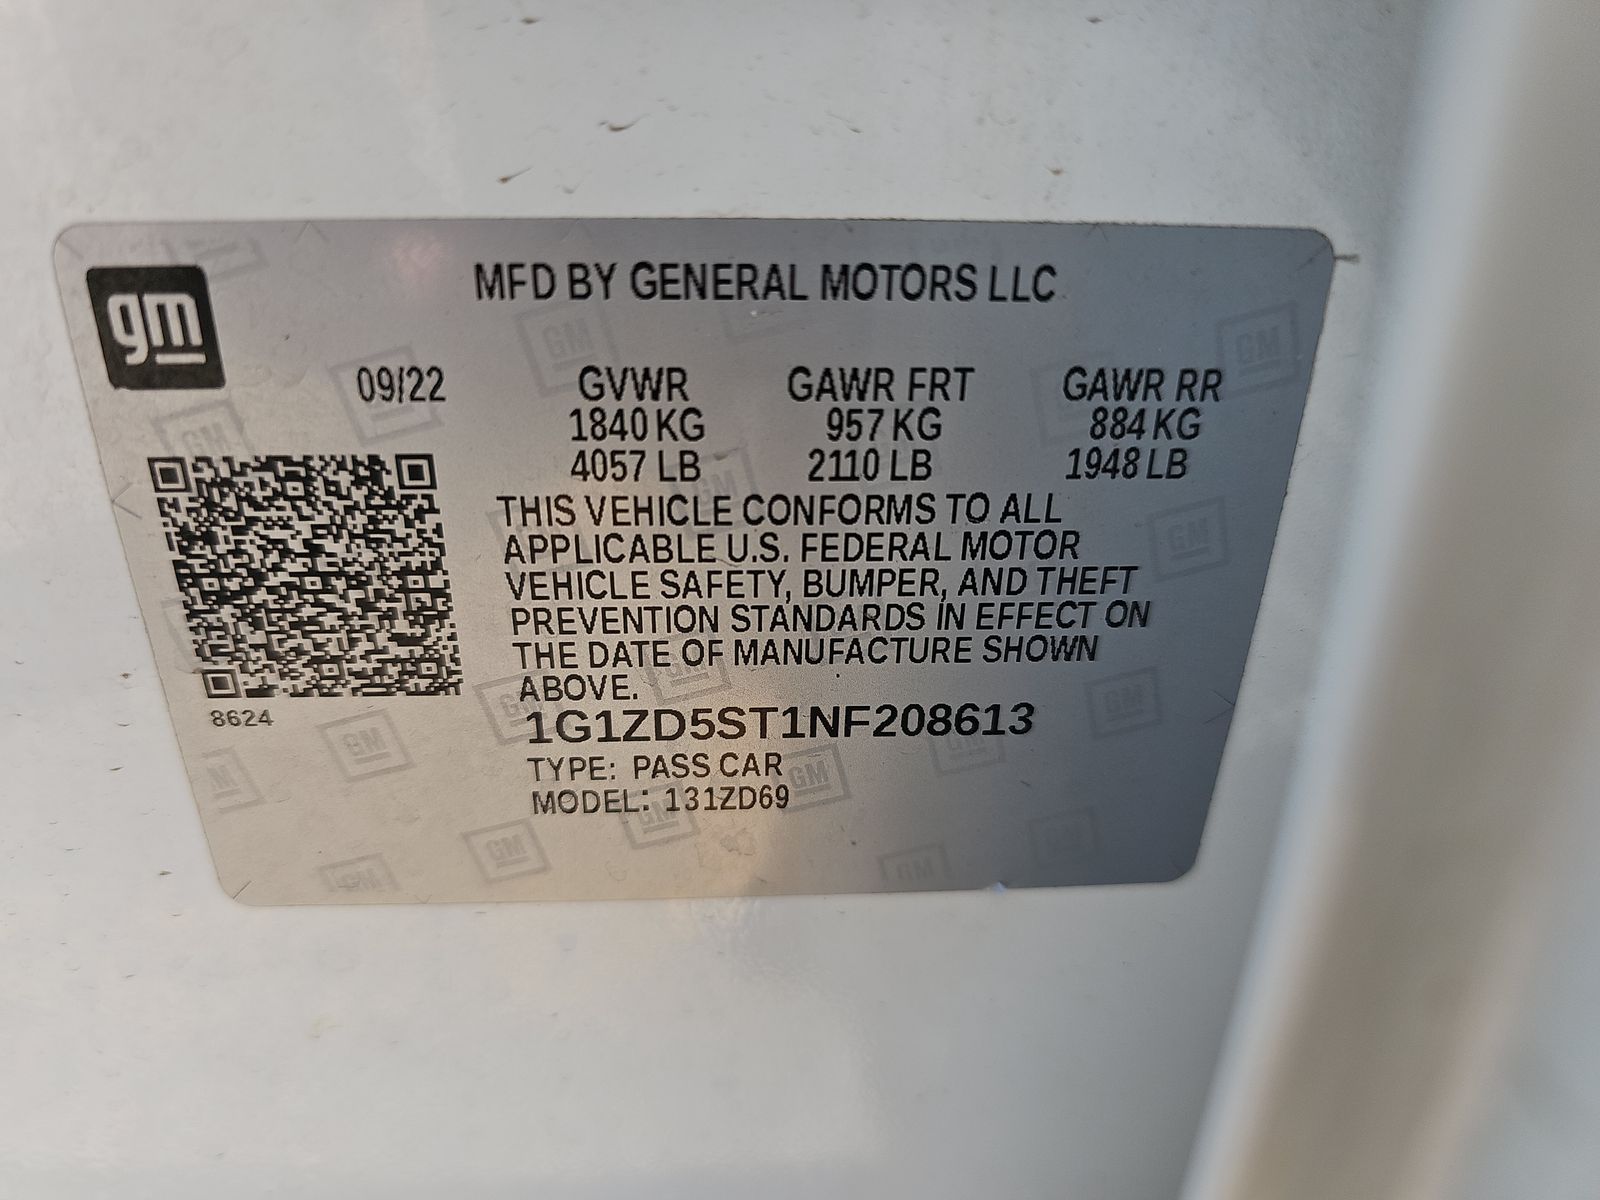 MFD BY GENERAL MOTORS LLC
gm
09/22 GVWR GAWR FRT GAWR RR
1840 KG 957 KG 884 KG
4057 LB 2110 LB 1948 LB
THIS VEHICLE CONFORMS TO ALL
APPLICABLE U.S. FEDERAL MOTOR
VEHICLE SAFETY, BUMPER, AND THEFT
PREVENTION STANDARDS IN EFFECT ON
THE DATE OF MANUFACTURE SHOWN
ABOVE.
8624
1G1ZD5ST1NF208613
TYPE: PASS CAR
MODEL: 131ZD69